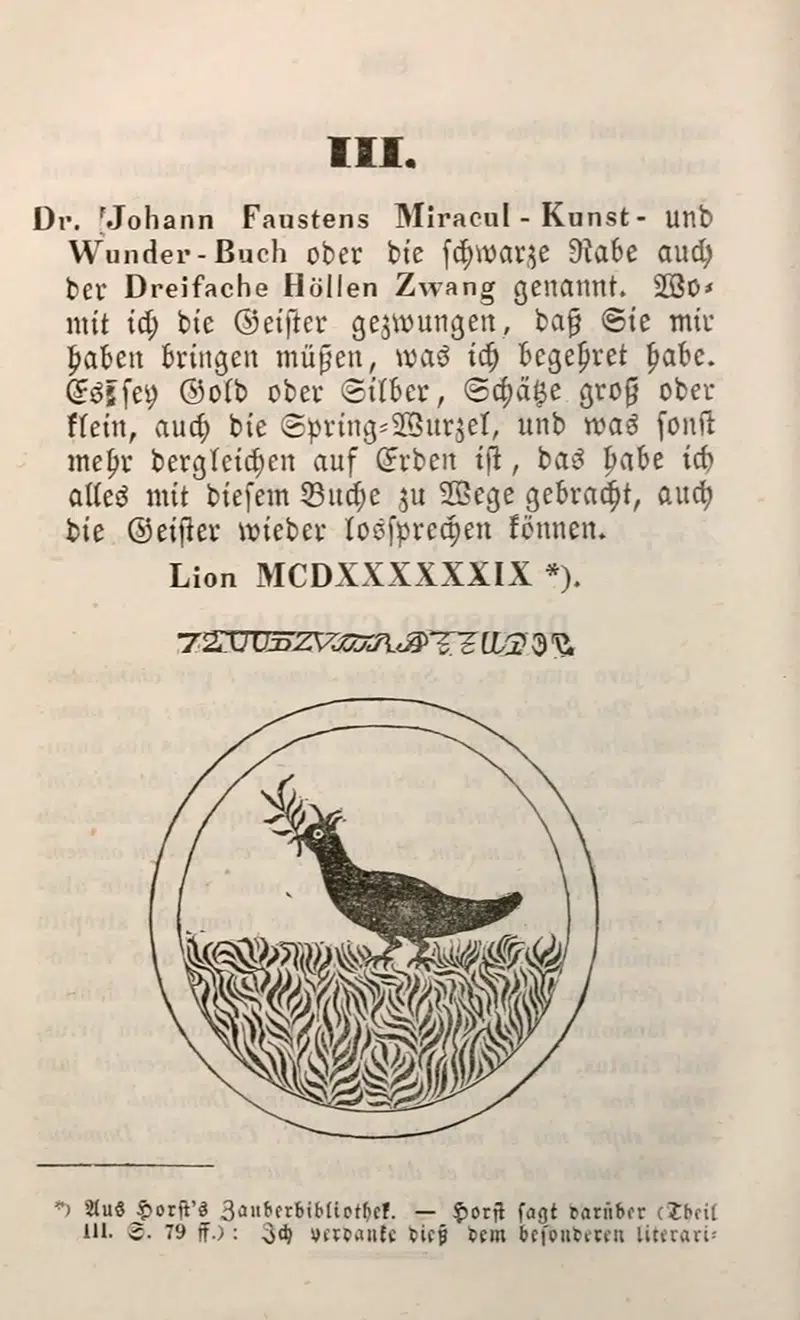 III.
Dr. Johann Faustens Miracul - Kunst- und
Wunder-Buch oder die schwarze Rabe auch
der Dreifache Höllen Zwang genannt. Wo-
mit ich die Geister gezwungen, daß Sie mir
haben bringen müßen, was ich begehret habe.
Es sey Gold oder Silber, Schätze groß oder
klein, auch die Spring-Wurzel, und was sonst
mehr dergleichen auf Erden ist, das habe ich
alles mit diesem Buche zu Wege gebracht, auch
die Geister wieder lossprechen können.
Lion MCDXXXXXXIX *).
*) Aus Horst's Zauberbibliothek. — Horst sagt darüber (Theil
III. S. 79 ff.): Ich verdanke dieß dem besonderen literari-